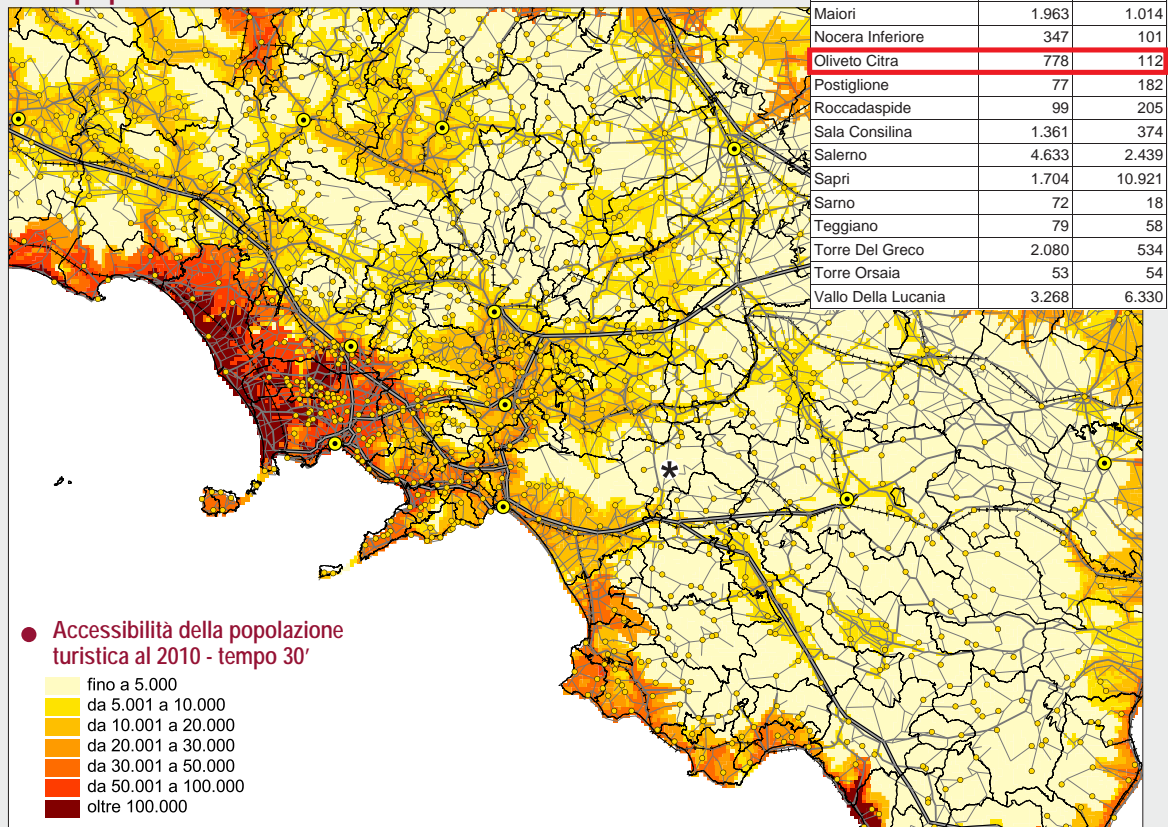 Maiori 1.963 1.014
Nocera Inferiore 347 101
Oliveto Citra 778 112
Postiglione 77 182
Roccadaspide 99 205
Sala Consilina 1.361 374
Salerno 4.633 2.439
Sapri 1.704 10.921
Sarno 72 18
Teggiano 79 58
Torre Del Greco 2.080 534
Torre Orsaia 53 54
Vallo Della Lucania 3.268 6.330
*
Accessibilità della popolazione
turistica al 2010 - tempo 30'
fino a 5.000
da 5.001 a 10.000
da 10.001 a 20.000
da 20.001 a 30.000
da 30.001 a 50.000
da 50.001 a 100.000
oltre 100.000